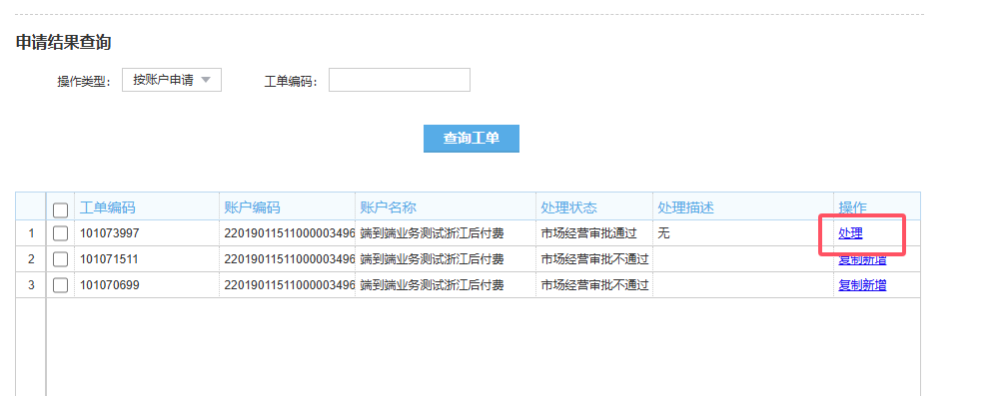 申请结果查询
操作类型： 按账户申请 工单编码：
查询工单
工单编码 账户编码 账户名称 处理状态 处理描述 操作
1 101073997 22019011511000003496 端到端业务测试浙江后付费 市场经营审批通过 无 处理
2 101071511 22019011511000003496 端到端业务测试浙江后付费 市场经营审批不通过 复制新增
3 101070699 22019011511000003496 端到端业务测试浙江后付费 市场经营审批不通过 复制新增